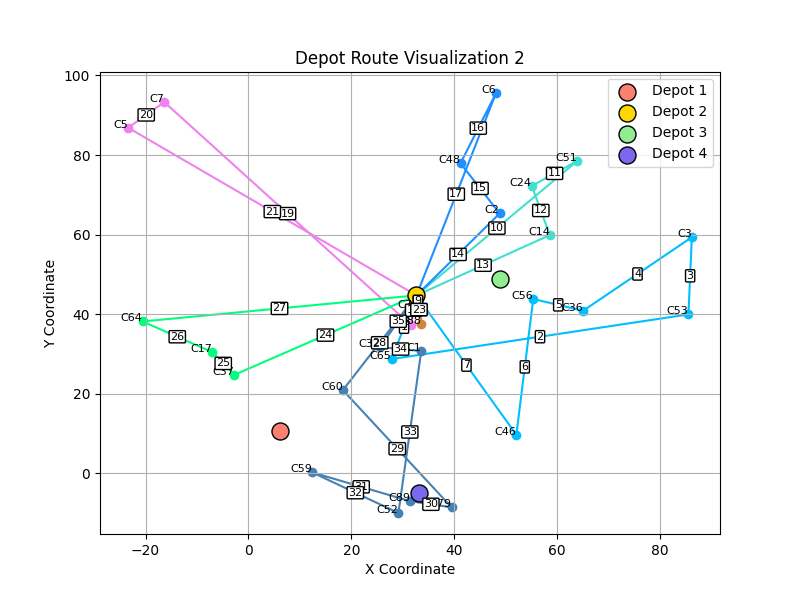 Depot Route Visualization 2
100
80
60
40
20
0
−20
0
20
40
60
80
X Coordinate
Y Coordinate
Depot 1
Depot 2
Depot 3
Depot 4
C7
C5
20
21
19
C6
16
C48
15
17
C2
14
C51
11
C24
12
10
C14
13
C3
4
3
C53
C56
5
C36
2
6
7
C46
C64
27
26
C17
24
25
9
23
35
28
34
C1
C65
C60
29
33
C59
31
32
C89
C52
30
79